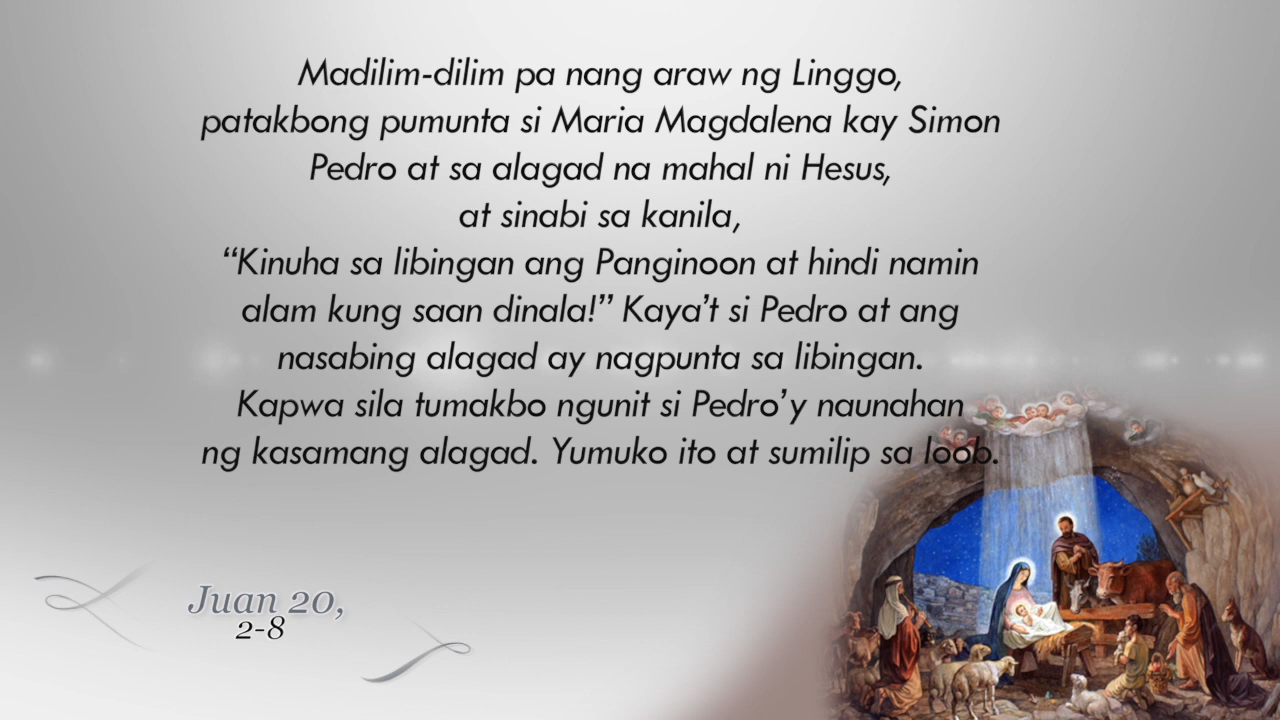 Madilim-dilim pa nang araw ng Linggo,
patakbong pumunta si Maria Magdalena kay Simon
Pedro at sa alagad na mahal ni Hesus,
at sinabi sa kanila,
“Kinuha sa libingan ang Panginoon at hindi namin
alam kung saan dinala!” Kaya’t si Pedro at ang
nasabing alagad ay nagpunta sa libingan.
Kapwa sila tumakbo ngunit si Pedro’y naunahan
ng kasamang alagad. Yumuko ito at sumilip sa loob.
Juan 20,
2-8